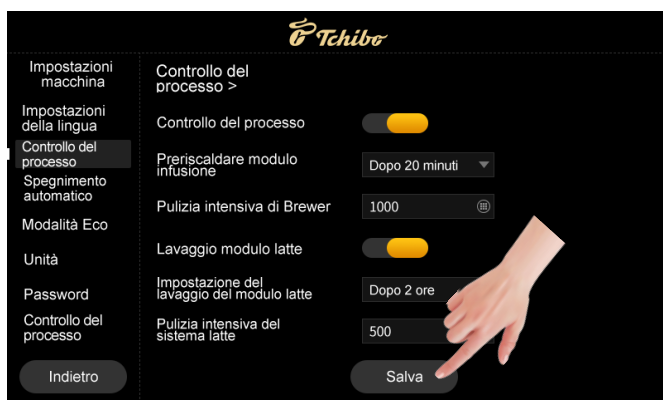 Tchibo
Impostazioni
macchina
Impostazioni
della lingua
Controllo del
processo
Spegnimento
automatico
Modalità Eco
Unità
Password
Controllo del
processo
Indietro
Controllo del
processo >
Controllo del processo
Preriscaldare modulo
infusione
Dopo 20 minuti
Pulizia intensiva di Brewer
1000
Lavaggio modulo latte
Impostazione del
lavaggio del modulo latte
Dopo 2 ore
Pulizia intensiva del
sistema latte
500
Salva